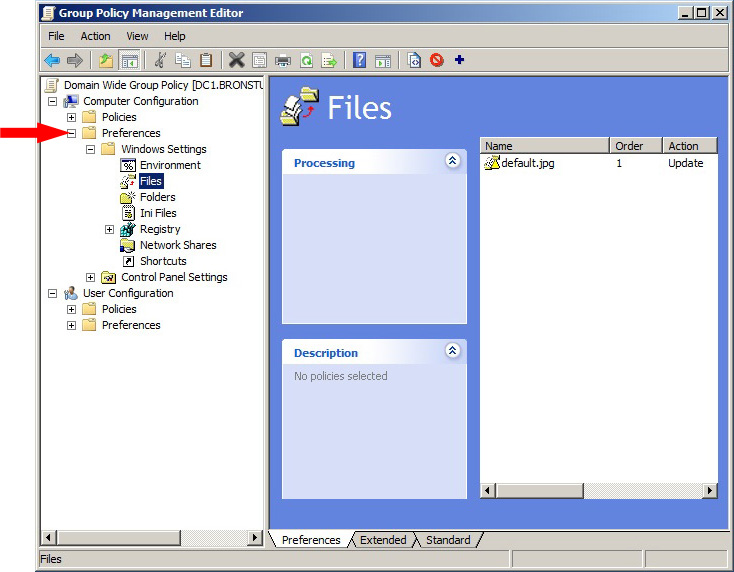 Group Policy Management Editor
File Action View Help
Domain Wide Group Policy [DC1.BRONSTU
Computer Configuration
Policies
Preferences
Windows Settings
Environment
Files
Folders
Ini Files
Registry
Network Shares
Shortcuts
Control Panel Settings
User Configuration
Policies
Preferences
Files
Processing
Description
No policies selected
Name Order Action
default.jpg 1 Update
Preferences Extended Standard
Files